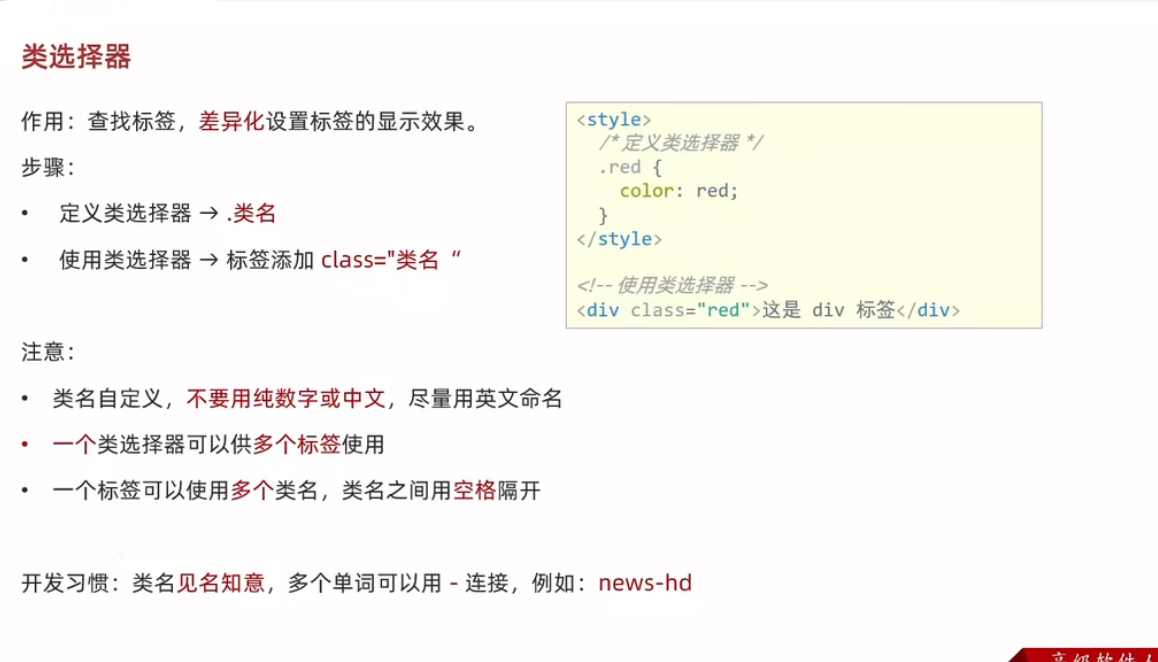 类选择器
作用：查找标签，差异化设置标签的显示效果。
步骤：
• 定义类选择器 → .类名
• 使用类选择器 → 标签添加 class="类名 “
<style>
/* 定义类选择器 */
.red {
color: red;
}
</style>
<!-- 使用类选择器 -->
<div class="red">这是 div 标签</div>
注意：
• 类名自定义，不要用纯数字或中文，尽量用英文命名
• 一个类选择器可以供多个标签使用
• 一个标签可以使用多个类名，类名之间用空格隔开
开发习惯：类名见名知意，多个单词可以用 - 连接，例如：news-hd
高级软件人